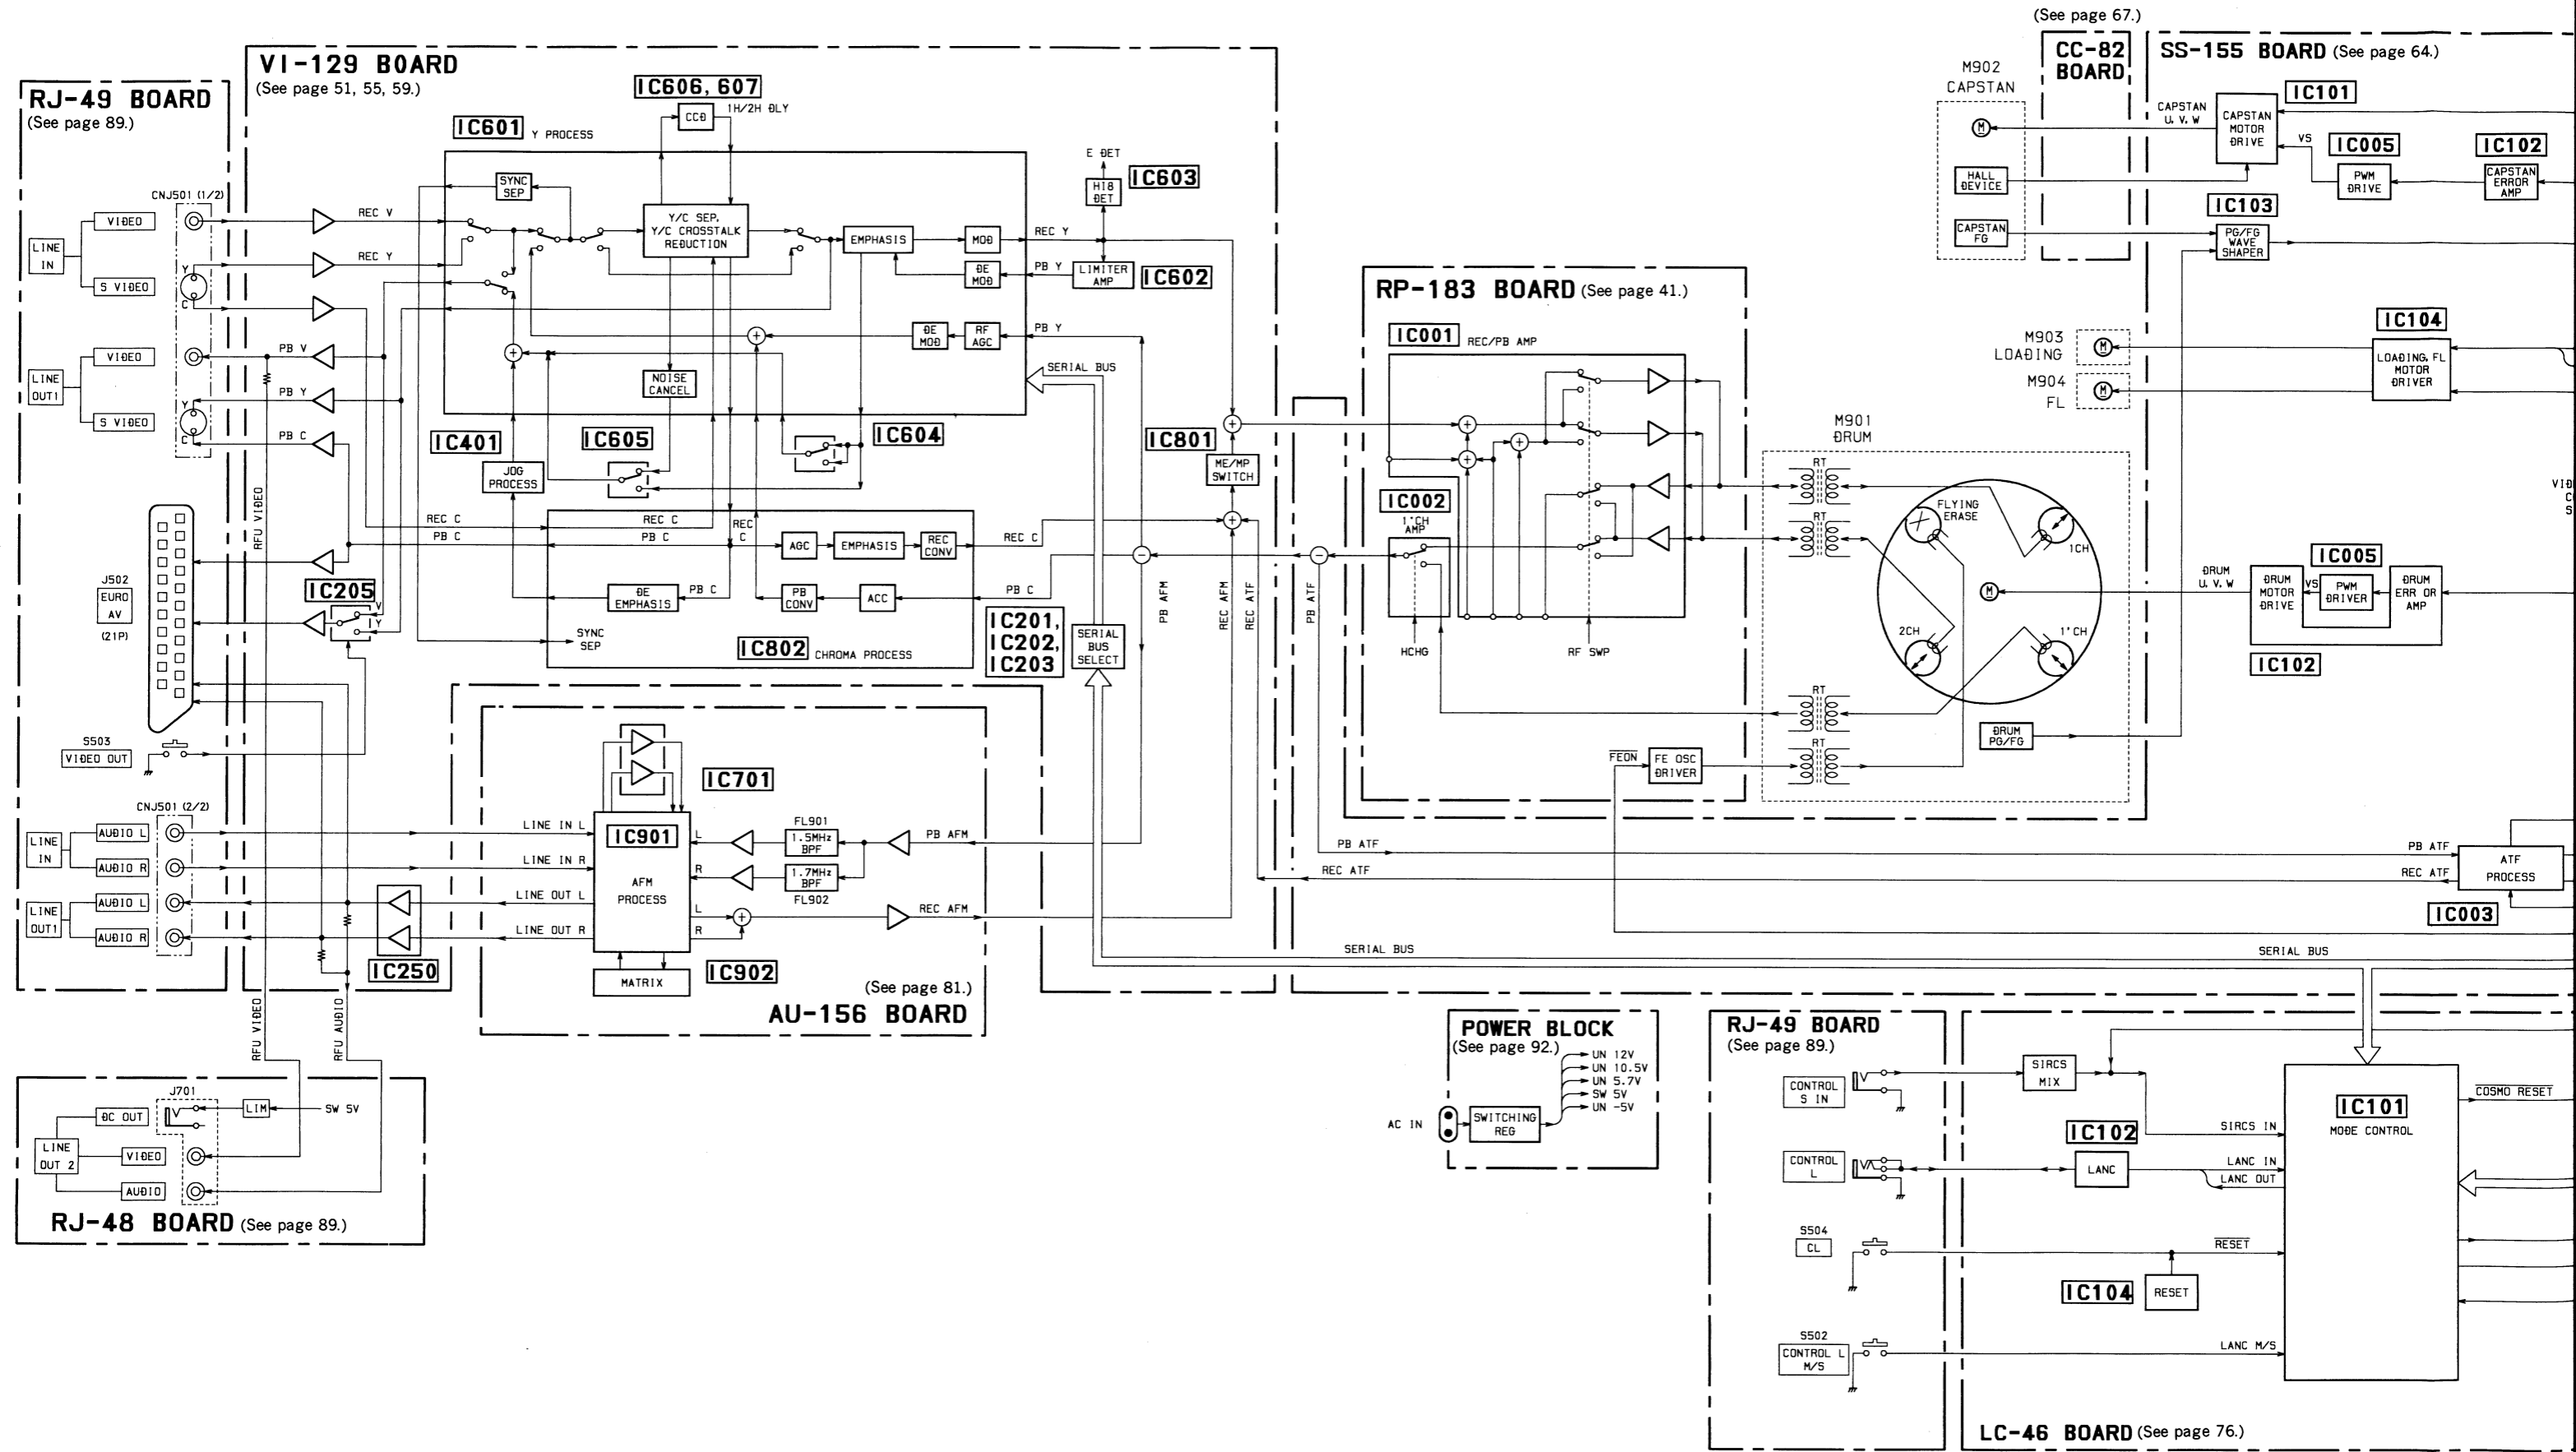 (See page 67.)
VI-129 BOARD
(See page 51, 55, 59.)
RJ-49 BOARD
(See page 89.)
CNJ501 (1/2)
LINE
IN
VIDEO
S VIDEO
Y
C
LINE
OUT1
VIDEO
S VIDEO
Y
C
REC V
REC Y
PB V
PB Y
PB C
RFU VIDEO
J502
EURO
AV
(21P)
IC205
V
Y
S503
VIDEO OUT
CNJ501 (2/2)
LINE
IN
AUDIO L
AUDIO R
LINE
OUT1
AUDIO L
AUDIO R
IC250
RFU VIDEO
RFU AUDIO
IC601 Y PROCESS
IC606, 607
CCD
1H/2H DLY
SYNC
SEP
Y/C SEP,
Y/C CROSSTALK
REDUCTION
EMPHASIS
MOD
DE
MOD
REC Y
PB Y
E DET
HI8
DET
IC603
LIMITER
AMP
IC602
DE
MOD
RF
AGC
PB Y
SERIAL BUS
NOISE
CANCEL
IC401
JOG
PROCESS
IC605
IC604
IC801
ME/MP
SWITCH
REC C
PB C
REC C
PB C
REC
C
AGC
EMPHASIS
REC
CONV
REC C
DE
EMPHASIS
PB C
PB
CONV
ACC
PB C
SYNC
SEP
IC802 CHROMA PROCESS
IC201,
IC202,
IC203
SERIAL
BUS
SELECT
PB AFM
REC AFM
REC ATF
PB ATF
IC701
IC901
AFM
PROCESS
LINE IN L
LINE IN R
LINE OUT L
LINE OUT R
L
R
L
R
FL901
1.5MHz
BPF
1.7MHz
BPF
FL902
PB AFM
REC AFM
IC902
MATRIX
(See page 81.)
AU-156 BOARD
J701
DC OUT
LIM
SW 5V
LINE
OUT 2
VIDEO
AUDIO
RJ-48 BOARD (See page 89.)
RP-183 BOARD (See page 41.)
IC001 REC/PB AMP
IC002
1'CH
AMP
HCHG
RF SWP
FEON
FE OSC
DRIVER
M901
DRUM
RT
RT
RT
RT
FLYING
ERASE
1CH
2CH
1'CH
M
DRUM
PG/FG
M902
CAPSTAN
M
HALL
DEVICE
CAPSTAN
FG
CC-82
BOARD
SS-155 BOARD (See page 64.)
CAPSTAN
U, V, W
CAPSTAN
MOTOR
DRIVE
IC101
VS
IC005
PWM
DRIVE
IC102
CAPSTAN
ERROR
AMP
IC103
PG/FG
WAVE
SHAPER
M903
LOADING
M
M904
FL
M
IC104
LOADING, FL
MOTOR
DRIVER
DRUM
U, V, W
DRUM
MOTOR
DRIVE
VS
IC005
PWM
DRIVER
DRUM
ERR OR
AMP
IC102
PB ATF
REC ATF
PB ATF
REC ATF
ATF
PROCESS
IC003
SERIAL BUS
SERIAL BUS
POWER BLOCK
(See page 92.)
AC IN
SWITCHING
REG
UN 12V
UN 10.5V
UN 5.7V
SW 5V
UN -5V
RJ-49 BOARD
(See page 89.)
CONTROL
S IN
CONTROL
L
S504
CL
S502
CONTROL L
M/S
SIRCS
MIX
IC102
LANC
IC104
RESET
SIRCS IN
LANC IN
LANC OUT
RESET
LANC M/S
IC101
MODE CONTROL
COSMO RESET
LC-46 BOARD (See page 76.)